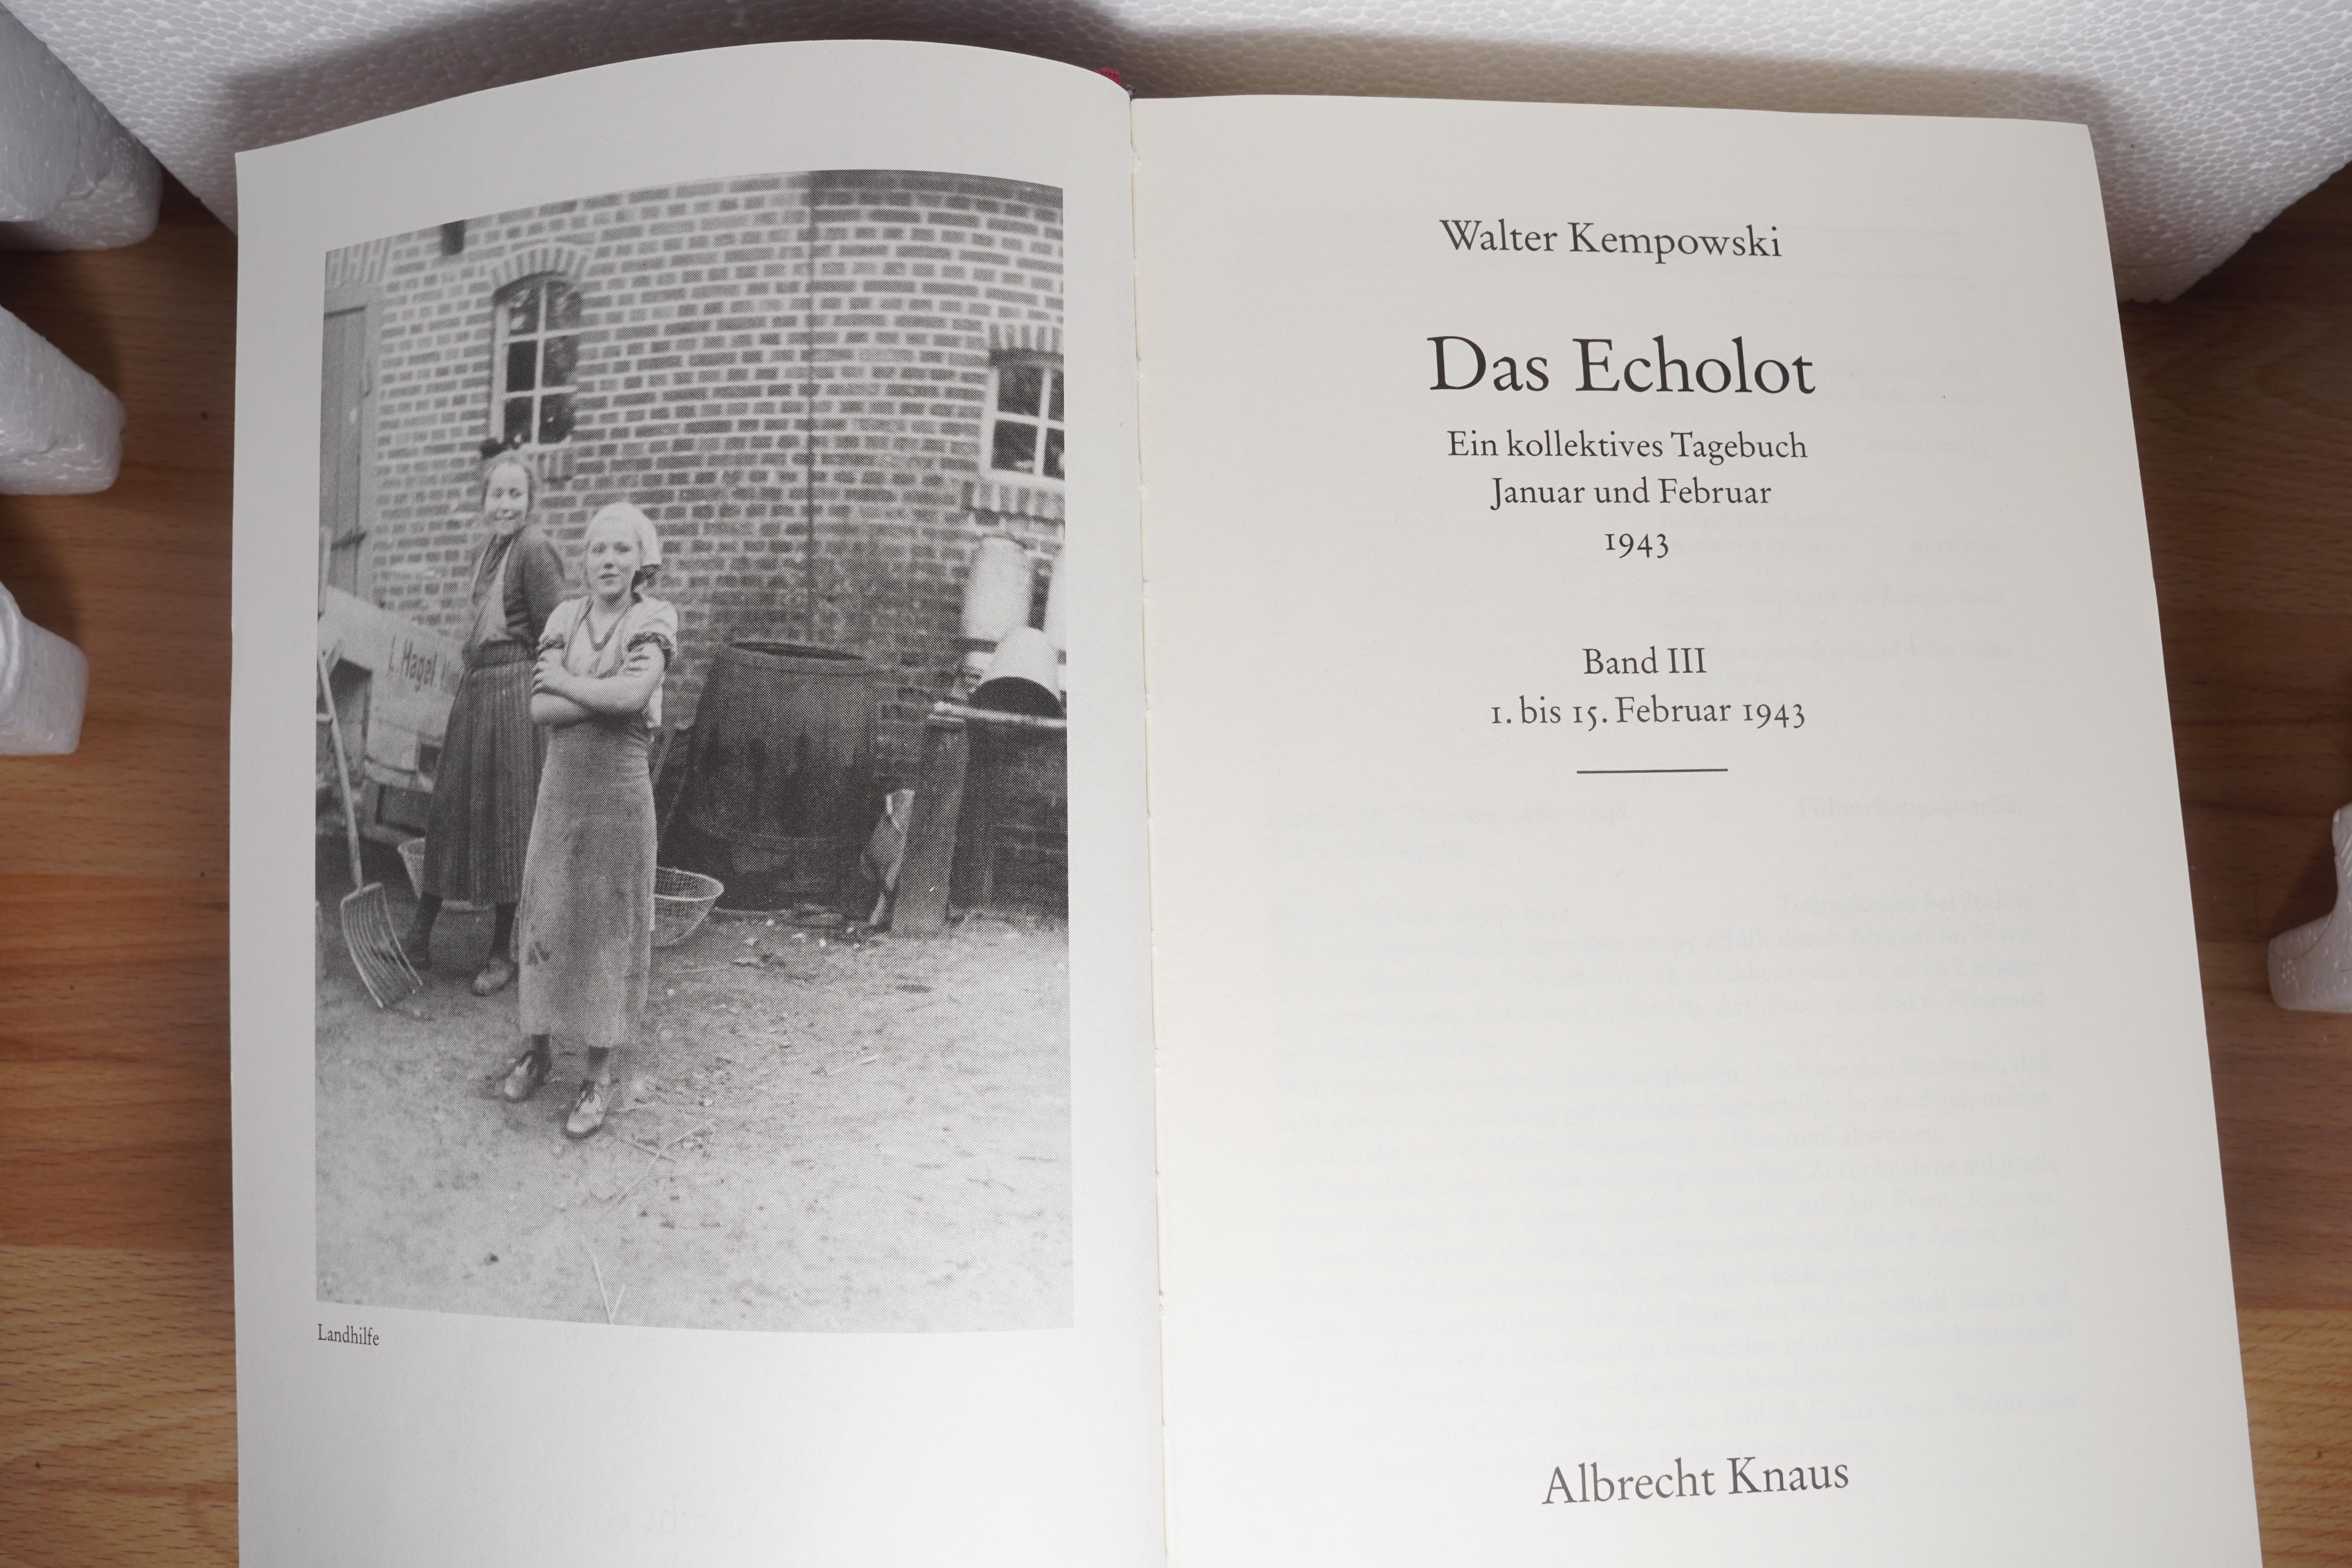 L. Hagel
Landhilfe
Walter Kempowski
Das Echolot
Ein kollektives Tagebuch
Januar und Februar
1943
Band III
1. bis 15. Februar 1943
Albrecht Knaus